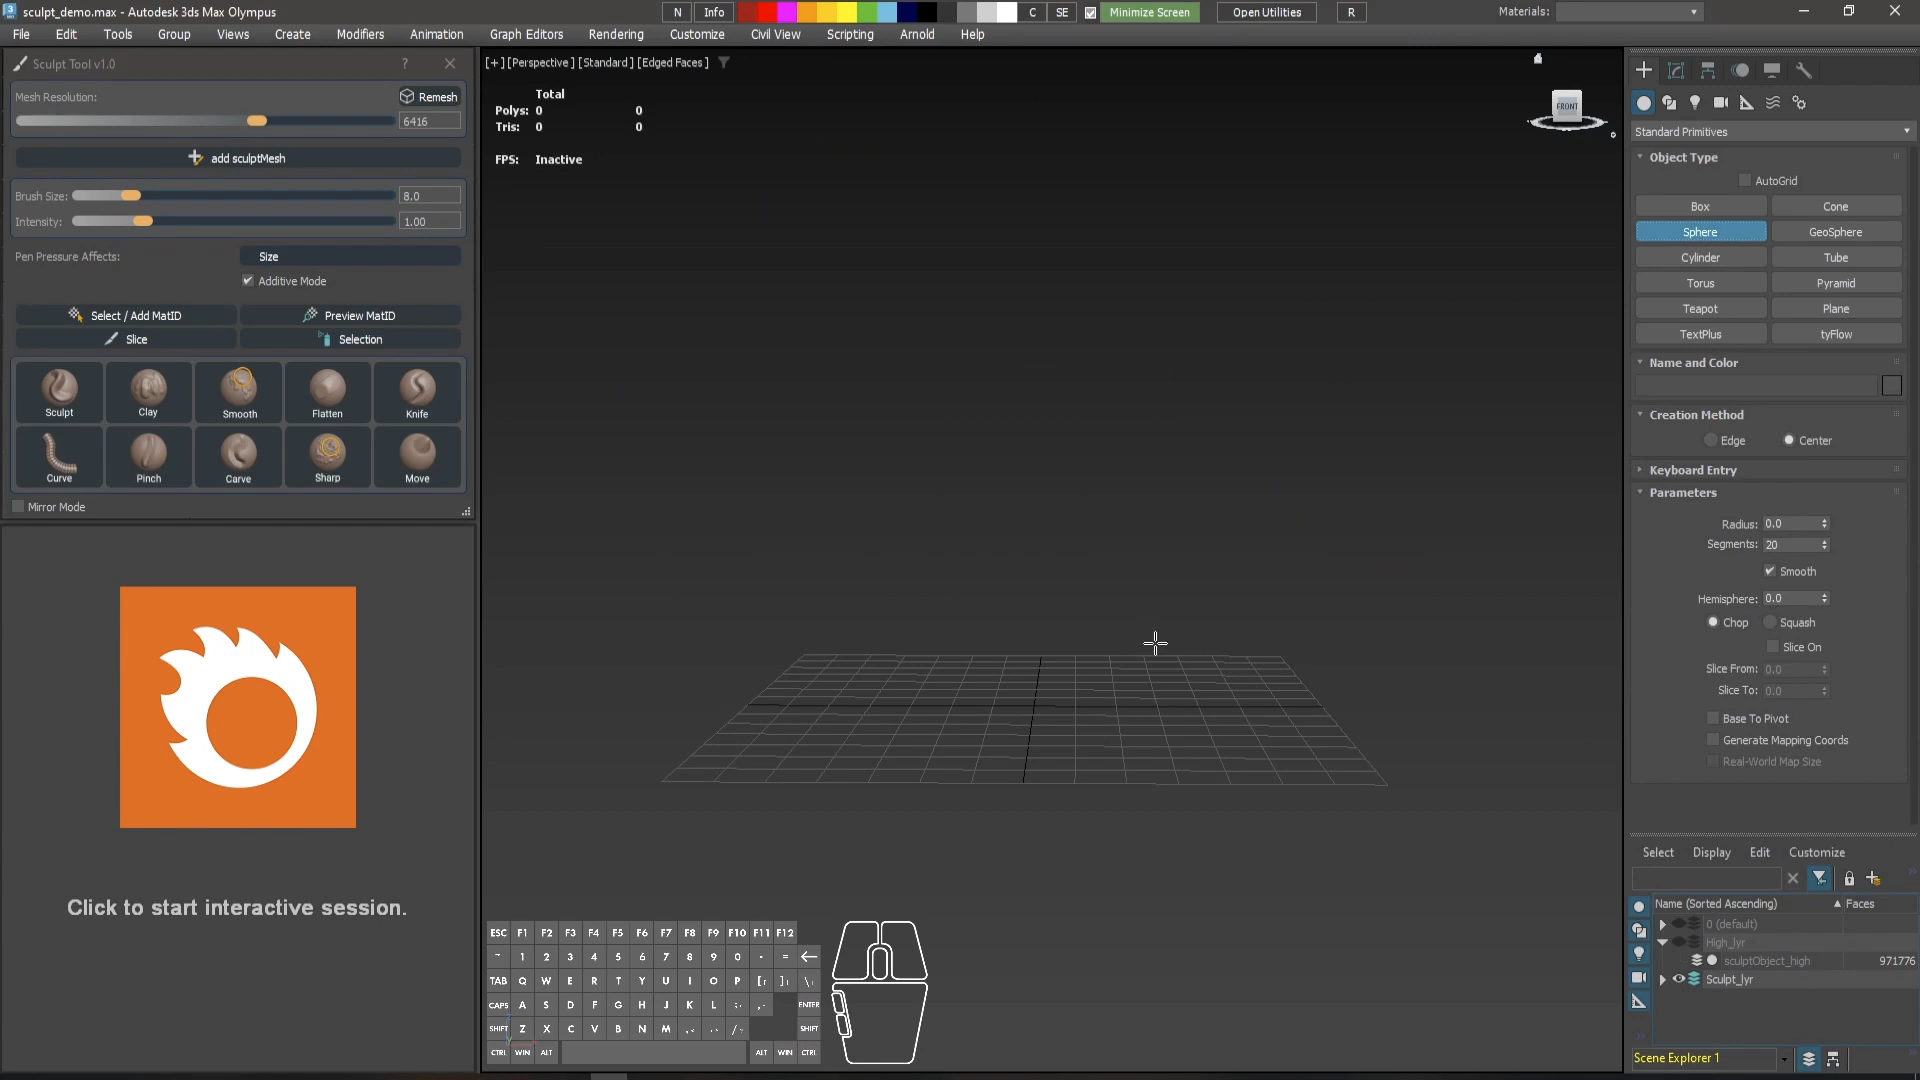 sculpt_demo.max - Autodesk 3ds Max Olympus
N Info C SE Minimize Screen Open Utilities R Materials:
File Edit Tools Group Views Create Modifiers Animation Graph Editors Rendering Customize Civil View Scripting Arnold Help
Sculpt Tool v1.0 ?
Mesh Resolution: Remesh
6416
add sculptMesh
Brush Size: 8.0
Intensity: 1.00
Pen Pressure Affects: Size
Additive Mode
Select / Add MatID Preview MatID
Slice Selection
Sculpt Clay Smooth Flatten Knife
Curve Pinch Carve Sharp Move
Mirror Mode
Click to start interactive session.
[+] [Perspective] [Standard] [Edged Faces]
Total
Polys: 0 0
Tris: 0 0
FPS: Inactive
FRONT
ESC F1 F2 F3 F4 F5 F6 F7 F8 F9 F10 F11 F12
~ 1 2 3 4 5 6 7 8 9 0 - =
TAB Q W E R T Y U I O P [ ] \
CAPS A S D F G H J K L ENTER
SHIFT Z X C V B N M SHIFT
CTRL WIN ALT ALT WIN CTRL
Standard Primitives
Object Type
AutoGrid
Box Cone
Sphere GeoSphere
Cylinder Tube
Torus Pyramid
Teapot Plane
TextPlus tyFlow
Name and Color
Creation Method
Edge Center
Keyboard Entry
Parameters
Radius: 0.0
Segments: 20
Smooth
Hemisphere: 0.0
Chop Squash
Slice On
Slice From: 0.0
Slice To: 0.0
Base To Pivot
Generate Mapping Coords
Real-World Map Size
Select Display Edit Customize
Name (Sorted Ascending) Faces
0 (default)
High_lyr
sculptObject_high 971776
Sculpt_lyr
Scene Explorer 1